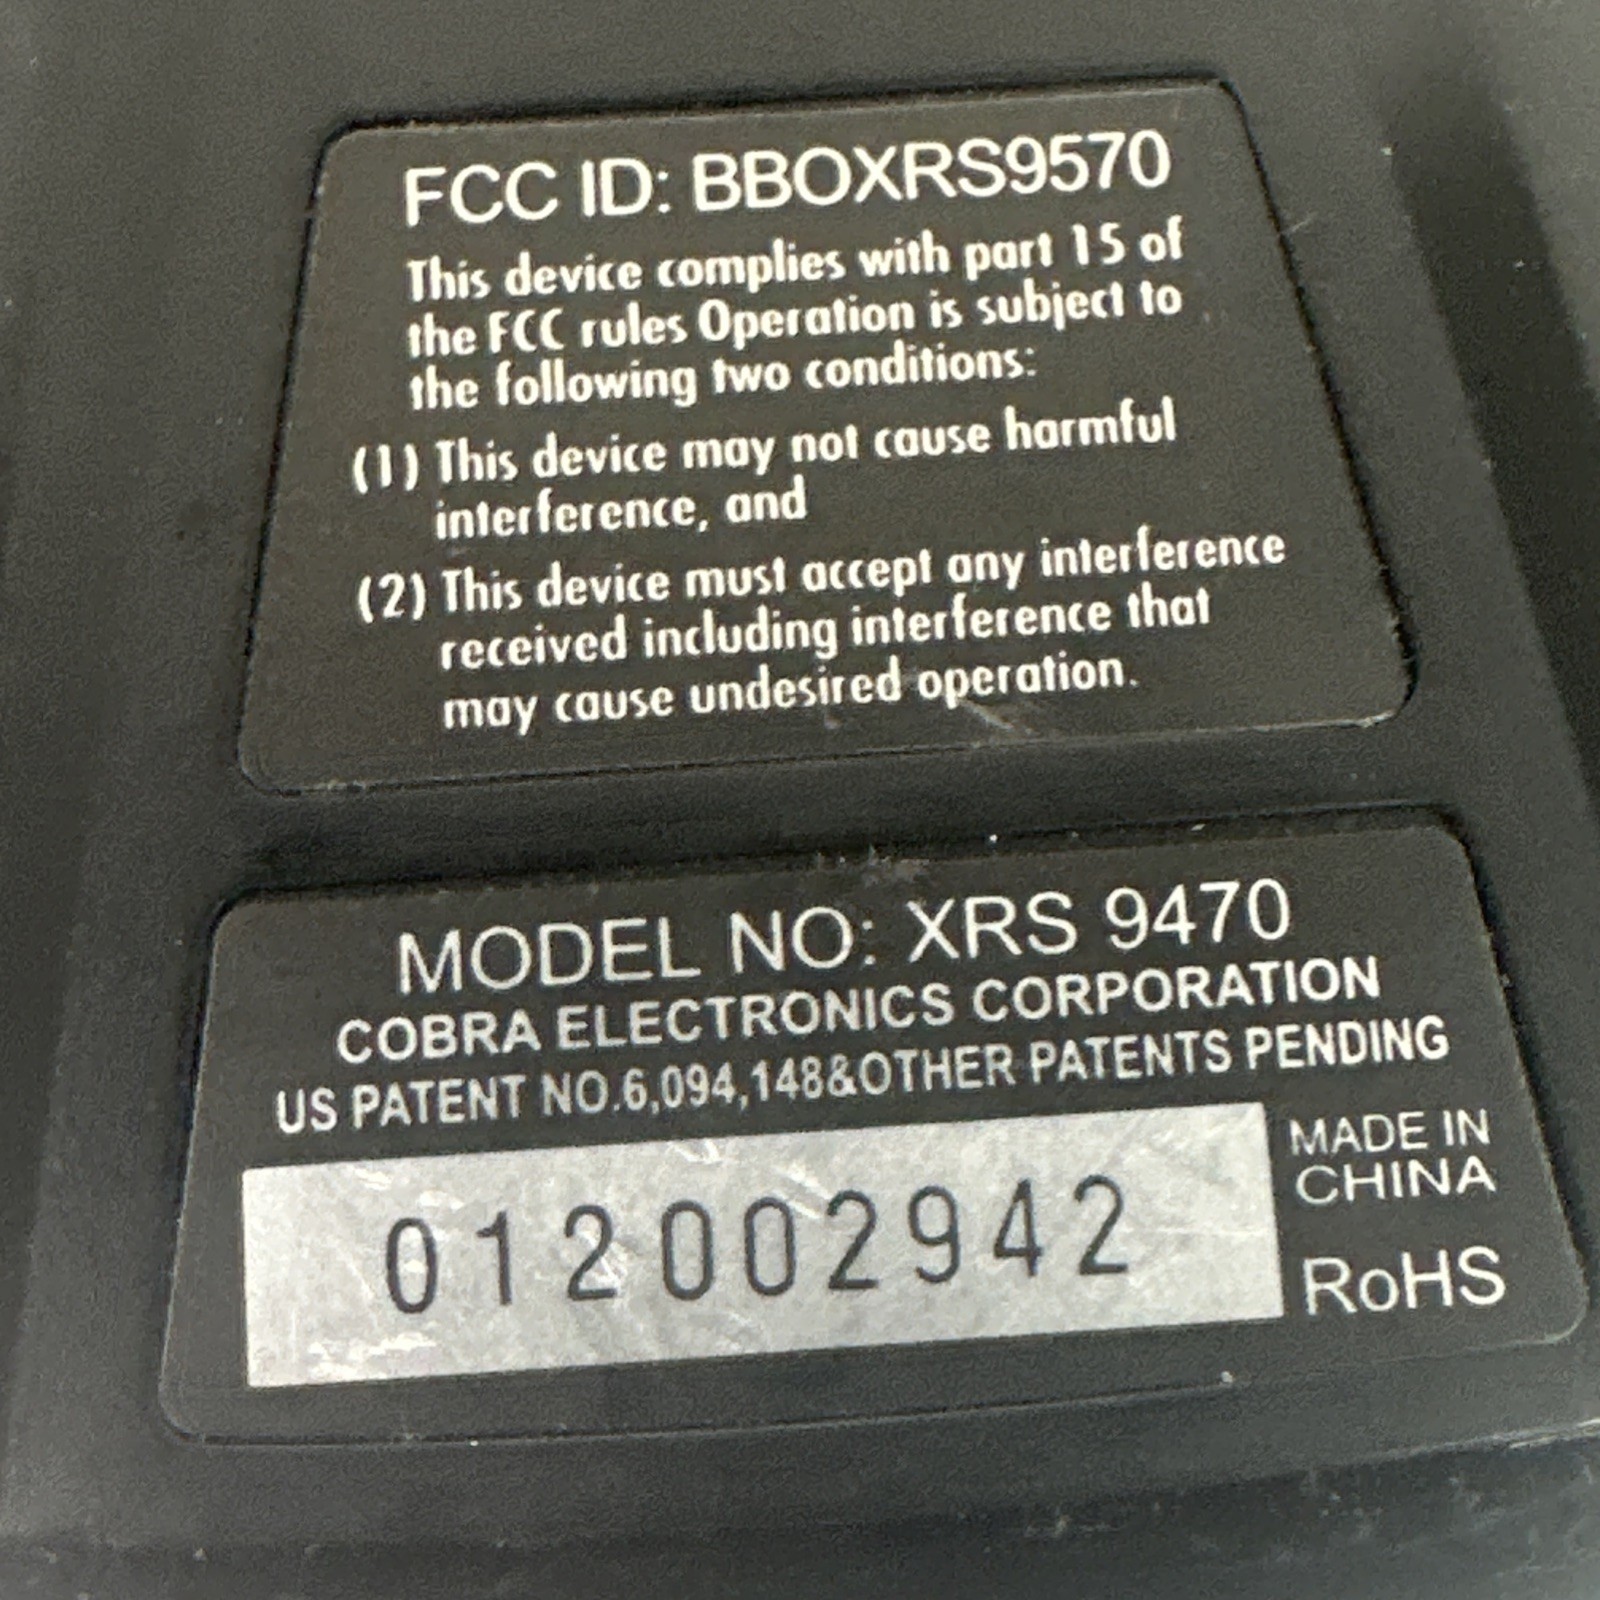 FCC ID: BBOXRS9570
This device complies with part 15 of
the FCC rules Operation is subject to
the following two conditions:
(1) This device may not cause harmful
interference, and
(2) This device must accept any interference
received including interference that
may cause undesired operation.
MODEL NO: XRS 9470
COBRA ELECTRONICS CORPORATION
US PATENT NO.6,094,148&OTHER PATENTS PENDING
012002942
MADE IN
CHINA
RoHS